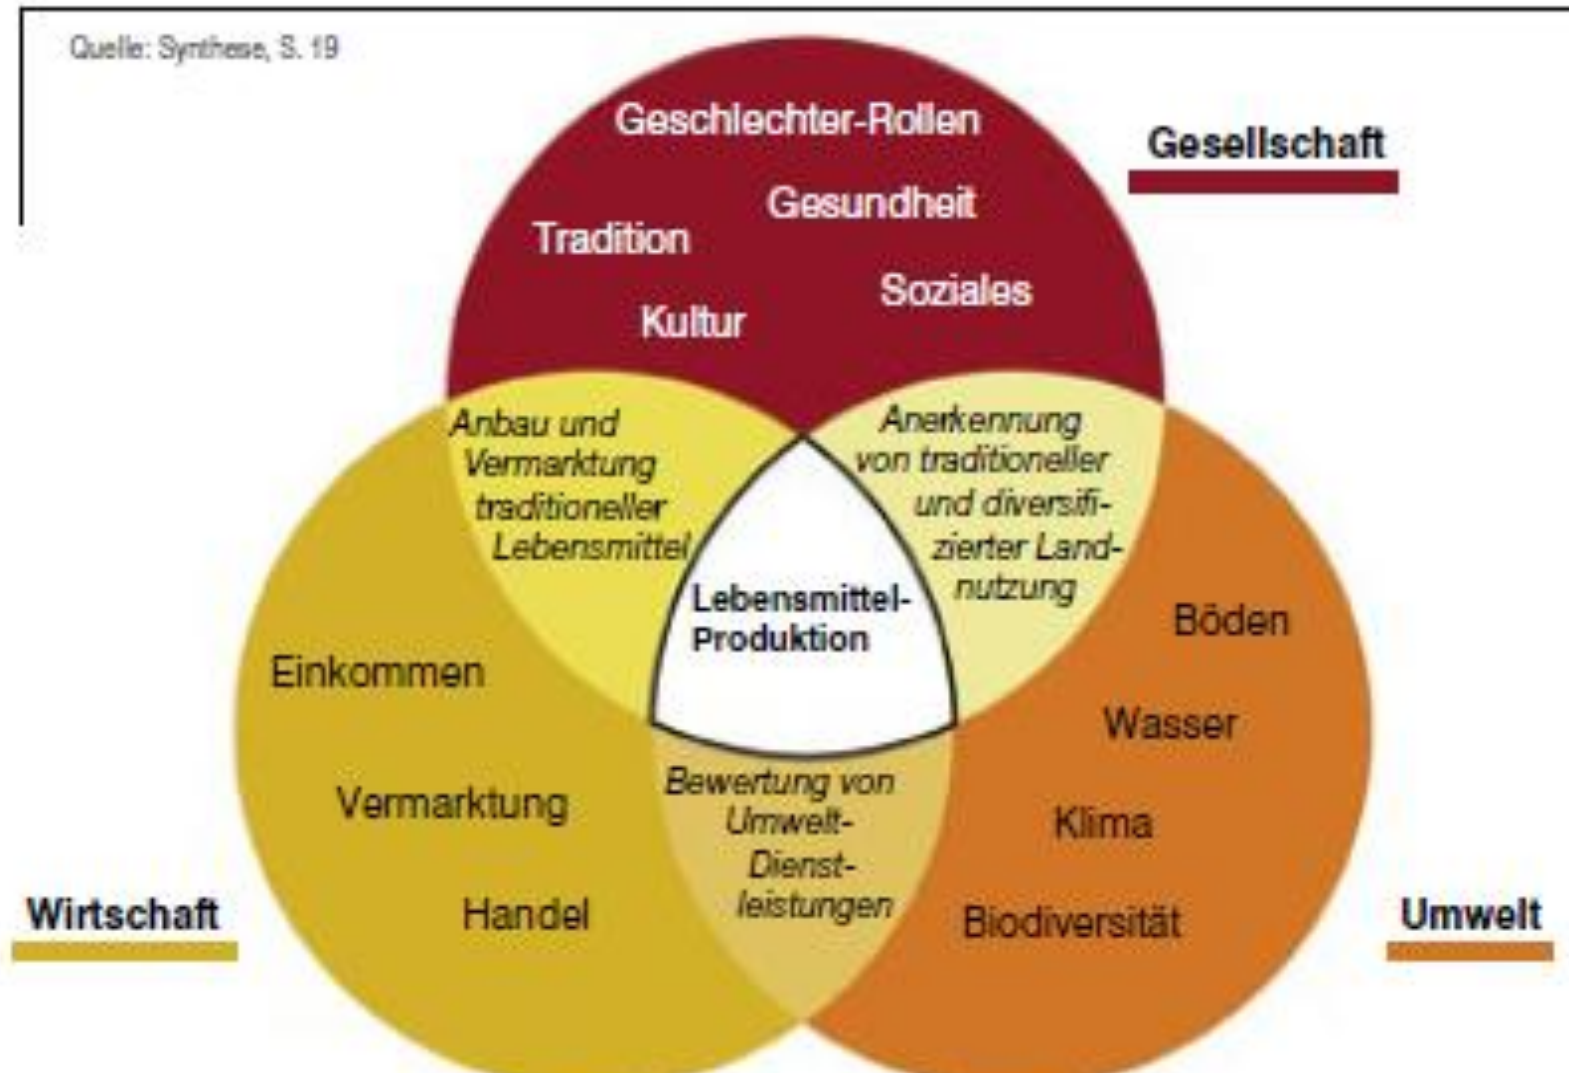 Quelle: Synthese, S. 19
Geschlechter-Rollen
Gesellschaft
Gesundheit
Tradition
Soziales
Kultur
Anbau und
Vermarktung
traditioneller
Lebensmittel
Anerkennung
von traditioneller
und diversifi-
zierter Land-
nutzung
Lebensmittel-
Produktion
Böden
Einkommen
Wasser
Bewertung von
Umwelt-
Dienst-
leistungen
Vermarktung
Klima
Handel
Biodiversität
Wirtschaft
Umwelt